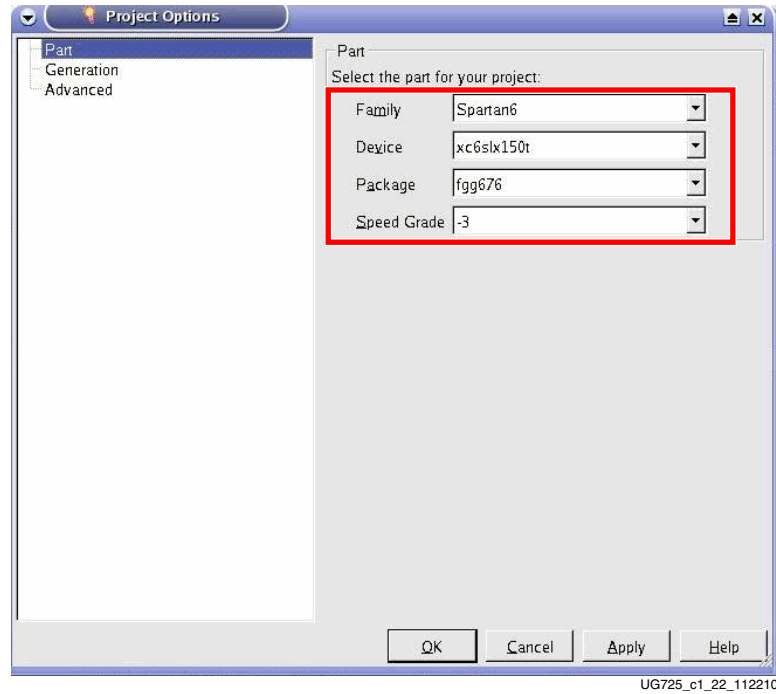 Project Options
Part
Generation
Advanced
Part
Select the part for your project:
Family Spartan6
Device xc6slx150t
Package fgg676
Speed Grade -3
OK Cancel Apply Help
UG725_c1_22_112210